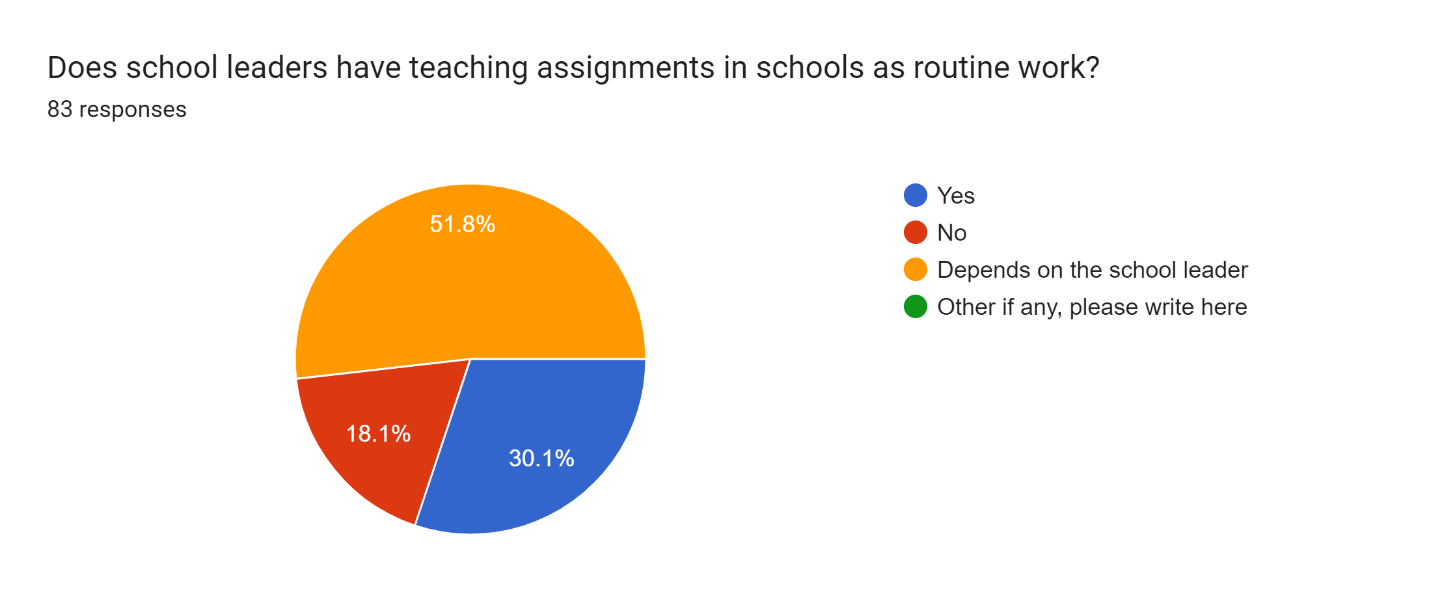 Does school leaders have teaching assignments in schools as routine work?
83 responses
51.8%
18.1%
30.1%
Yes
No
Depends on the school leader
Other if any, please write here